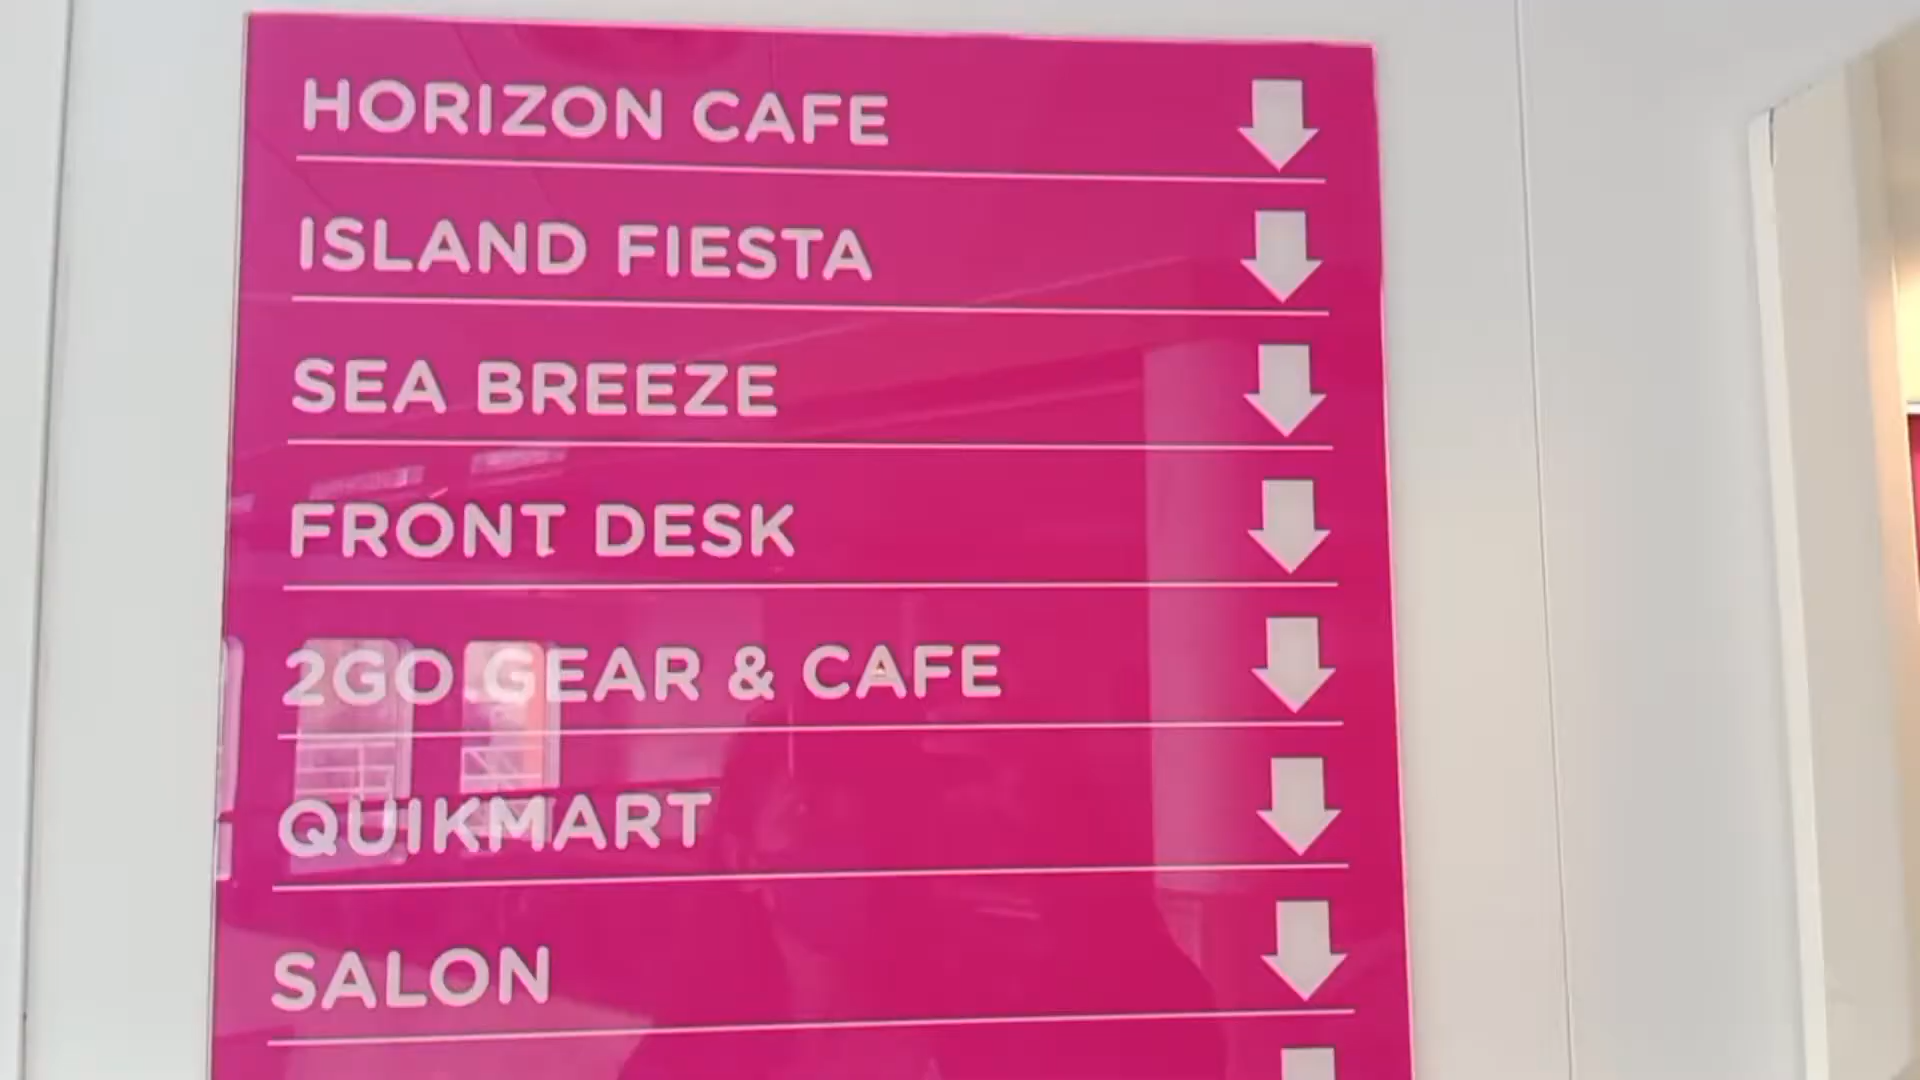 HORIZON CAFE
ISLAND FIESTA
SEA BREEZE
FRONT DESK
2GO GEAR & CAFE
QUIKMART
SALON